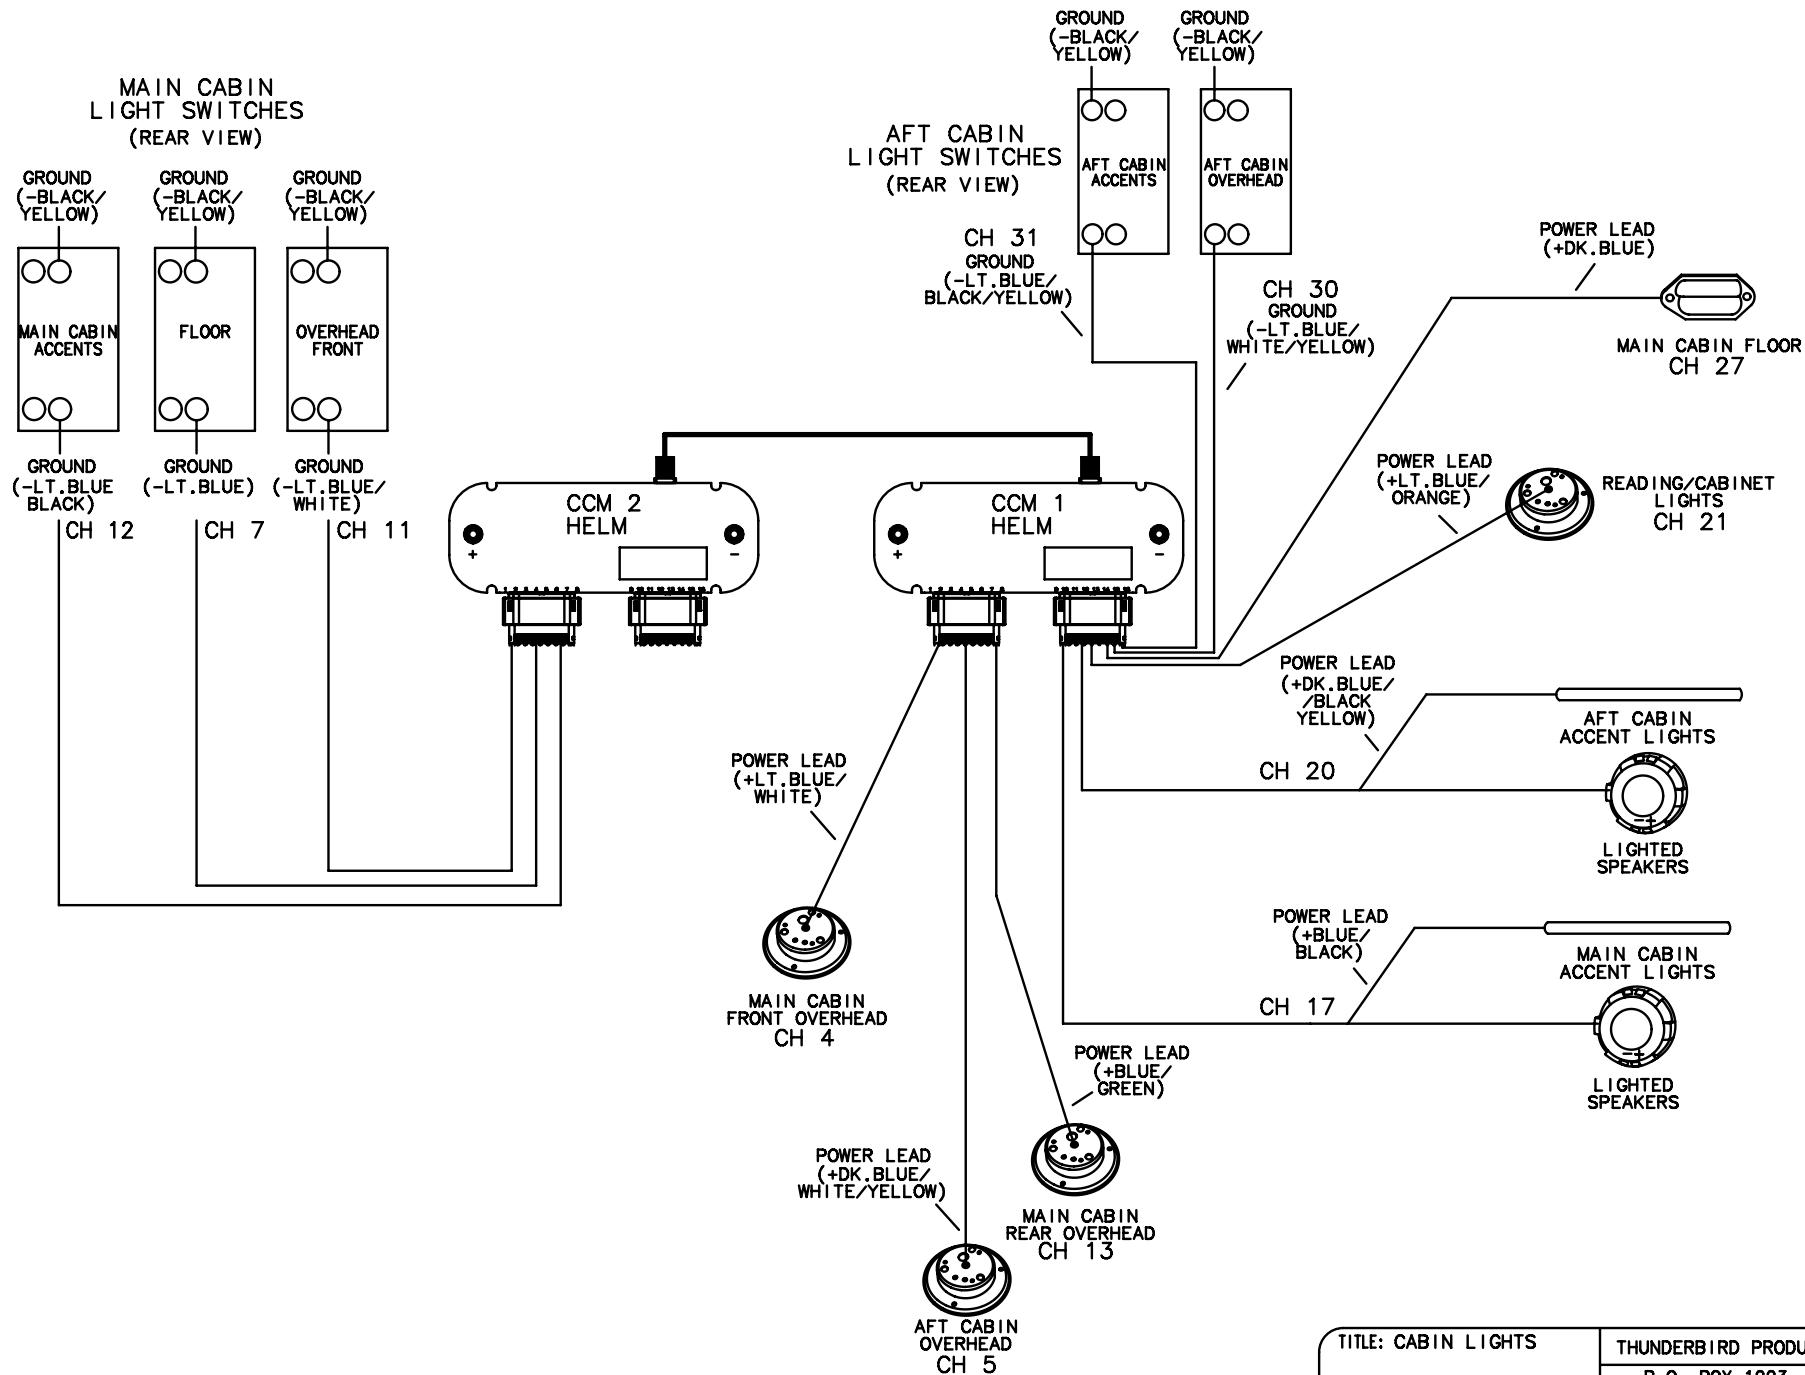 MAIN CABIN
LIGHT SWITCHES
(REAR VIEW)
GROUND
(-BLACK/
YELLOW)
GROUND
(-BLACK/
YELLOW)
GROUND
(-BLACK/
YELLOW)
MAIN CABIN
ACCENTS
FLOOR
OVERHEAD
FRONT
GROUND
(-LT.BLUE
BLACK)
CH 12
GROUND
(-LT.BLUE)
CH 7
GROUND
(-LT.BLUE/
WHITE)
CH 11
GROUND
(-BLACK/
YELLOW)
GROUND
(-BLACK/
YELLOW)
AFT CABIN
LIGHT SWITCHES
(REAR VIEW)
AFT CABIN
ACCENTS
AFT CABIN
OVERHEAD
CH 31
GROUND
(-LT.BLUE/
BLACK/YELLOW)
CH 30
GROUND
(-LT.BLUE/
WHITE/YELLOW)
POWER LEAD
(+DK.BLUE)
MAIN CABIN FLOOR
CH 27
POWER LEAD
(+LT.BLUE/
ORANGE)
READING/CABINET
LIGHTS
CH 21
CCM 2
HELM
+
-
CCM 1
HELM
+
-
POWER LEAD
(+DK.BLUE/
/BLACK
YELLOW)
AFT CABIN
ACCENT LIGHTS
CH 20
LIGHTED
SPEAKERS
POWER LEAD
(+LT.BLUE/
WHITE)
MAIN CABIN
FRONT OVERHEAD
CH 4
POWER LEAD
(+BLUE/
BLACK)
MAIN CABIN
ACCENT LIGHTS
CH 17
LIGHTED
SPEAKERS
POWER LEAD
(+BLUE/
GREEN)
MAIN CABIN
REAR OVERHEAD
CH 13
POWER LEAD
(+DK.BLUE/
WHITE/YELLOW)
AFT CABIN
OVERHEAD
CH 5
TITLE: CABIN LIGHTS
THUNDERBIRD PRODU